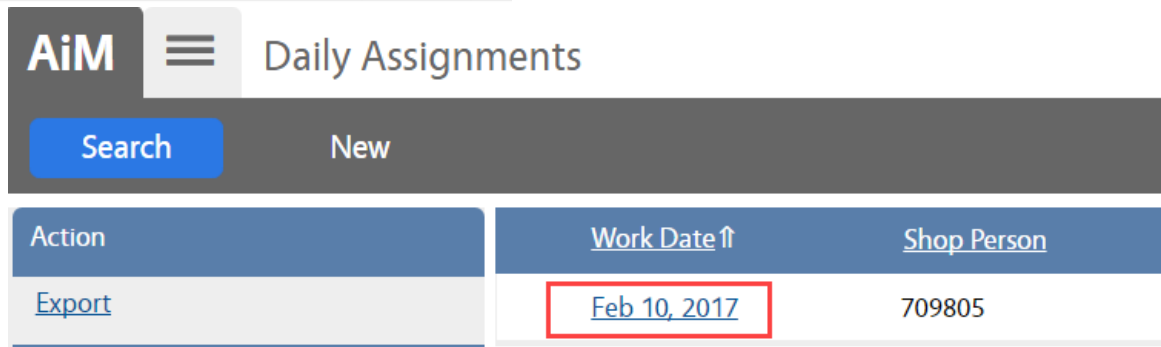 AiM Daily Assignments
Search New
Action Work Date⇑ Shop Person
Export Feb 10, 2017 709805